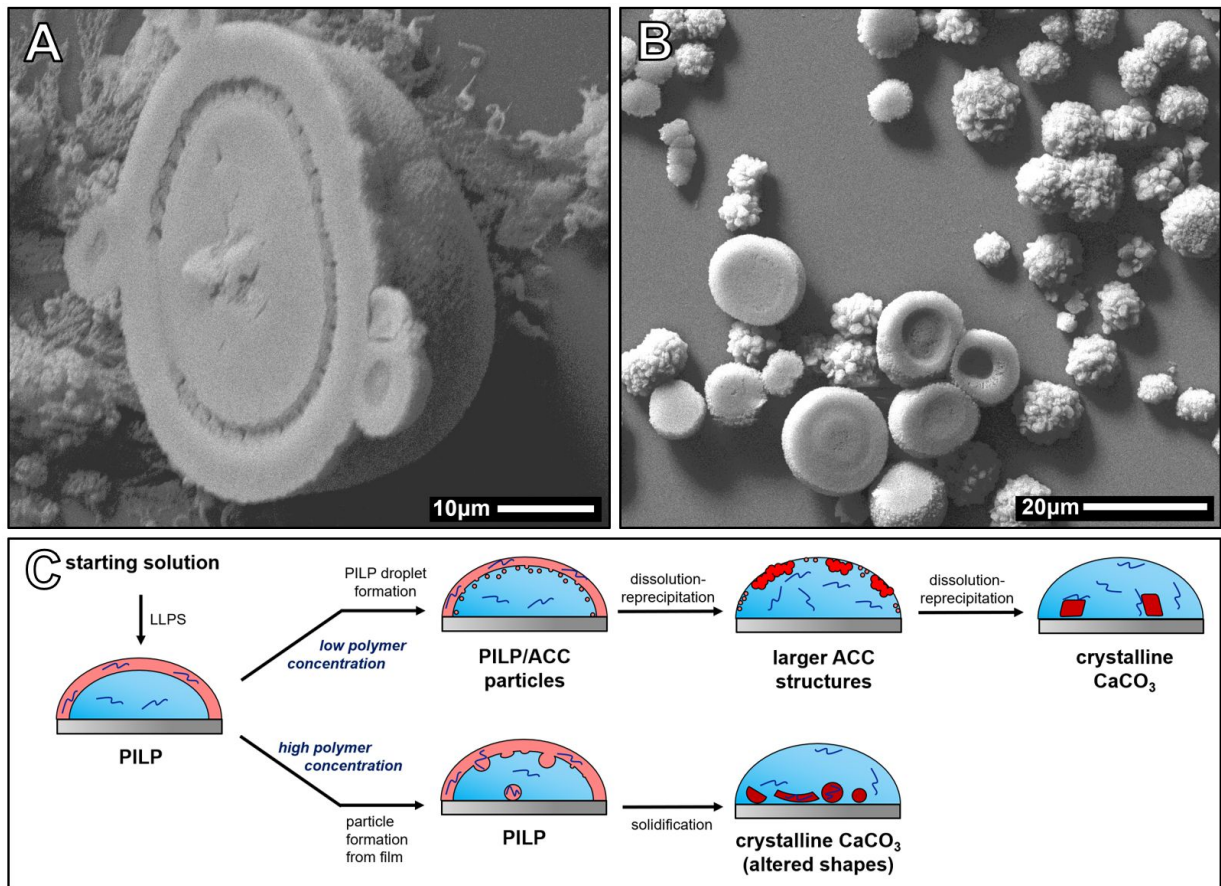 A
10µm
B
20µm
C
starting solution
LLPS
PILP
PILP droplet
formation
low polymer
concentration
PILP/ACC
particles
dissolution-
reprecipitation
larger ACC
structures
dissolution-
reprecipitation
crystalline
CaCO₃
high polymer
concentration
particle
formation
from film
PILP
solidification
crystalline CaCO₃
(altered shapes)